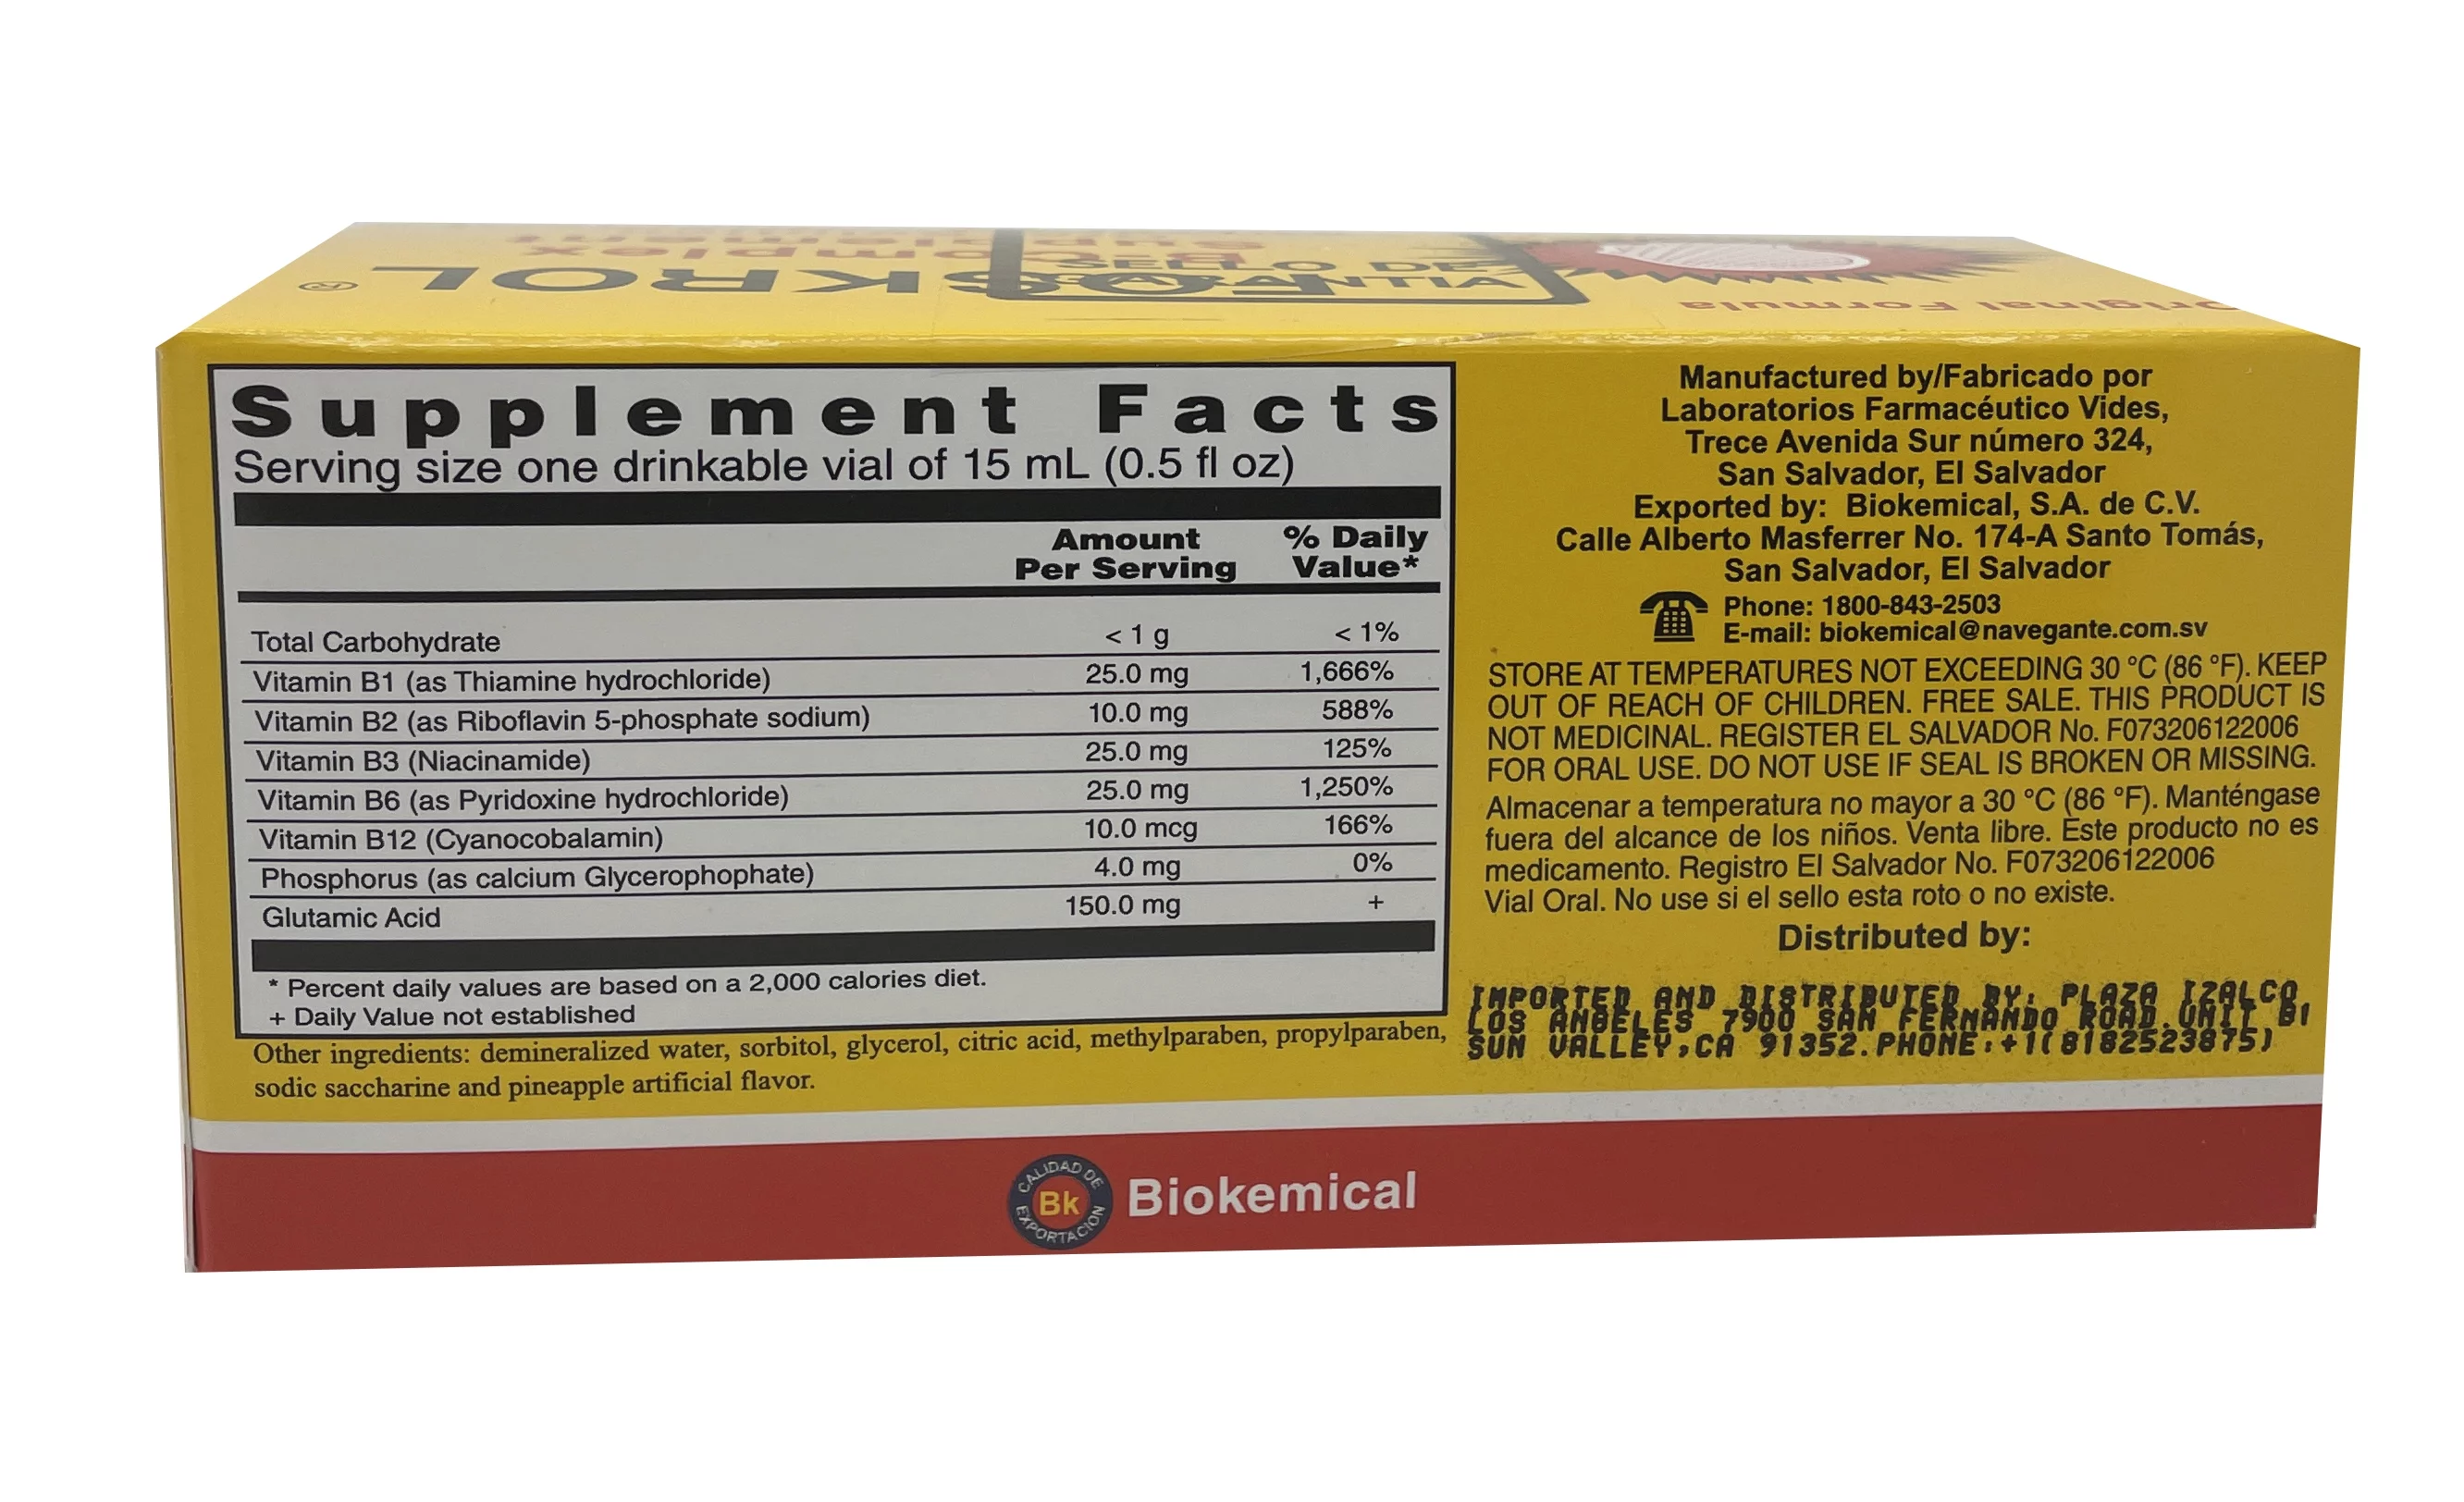 FOSKROL®
B-Complex
Supplement
SELLO DE
GARANTIA
Original Formula
Supplement Facts
Serving size one drinkable vial of 15 mL (0.5 fl oz)
Amount Per Serving % Daily Value*
Total Carbohydrate < 1 g < 1%
Vitamin B1 (as Thiamine hydrochloride) 25.0 mg 1,666%
Vitamin B2 (as Riboflavin 5-phosphate sodium) 10.0 mg 588%
Vitamin B3 (Niacinamide) 25.0 mg 125%
Vitamin B6 (as Pyridoxine hydrochloride) 25.0 mg 1,250%
Vitamin B12 (Cyanocobalamin) 10.0 mcg 166%
Phosphorus (as calcium Glycerophophate) 4.0 mg 0%
Glutamic Acid 150.0 mg +
* Percent daily values are based on a 2,000 calories diet.
+ Daily Value not established
Other ingredients: demineralized water, sorbitol, glycerol, citric acid, methylparaben, propylparaben,
sodic saccharine and pineapple artificial flavor.
Manufactured by/Fabricado por
Laboratorios Farmacéutico Vides,
Trece Avenida Sur número 324,
San Salvador, El Salvador
Exported by: Biokemical, S.A. de C.V.
Calle Alberto Masferrer No. 174-A Santo Tomás,
San Salvador, El Salvador
Phone: 1800-843-2503
E-mail: biokemical@navegante.com.sv
STORE AT TEMPERATURES NOT EXCEEDING 30 °C (86 °F). KEEP
OUT OF REACH OF CHILDREN. FREE SALE. THIS PRODUCT IS
NOT MEDICINAL. REGISTER EL SALVADOR No. F073206122006
FOR ORAL USE. DO NOT USE IF SEAL IS BROKEN OR MISSING.
Almacenar a temperatura no mayor a 30 °C (86 °F). Manténgase
fuera del alcance de los niños. Venta libre. Este producto no es
medicamento. Registro El Salvador No. F073206122006
Vial Oral. No use si el sello esta roto o no existe.
Distributed by:
IMPORTED AND DISTRIBUTED BY: PLAZA IZALCO
LOS ANGELES 7900 SAN FERNANDO ROAD.UNIT B1
SUN VALLEY,CA 91352.PHONE:+1(8182523875)
CALIDAD DE EXPORTACION
Bk
Biokemical